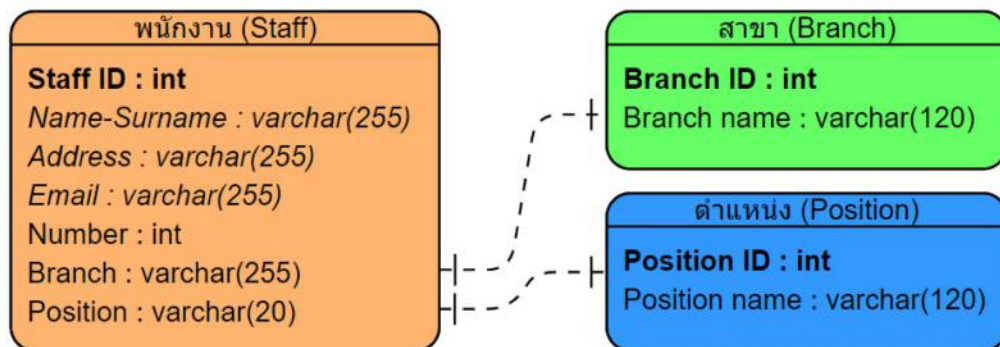 พนักงาน (Staff)
Staff ID : int
Name-Surname : varchar(255)
Address : varchar(255)
Email : varchar(255)
Number : int
Branch : varchar(255)
Position : varchar(20)
สาขา (Branch)
Branch ID : int
Branch name : varchar(120)
ตำแหน่ง (Position)
Position ID : int
Position name : varchar(120)